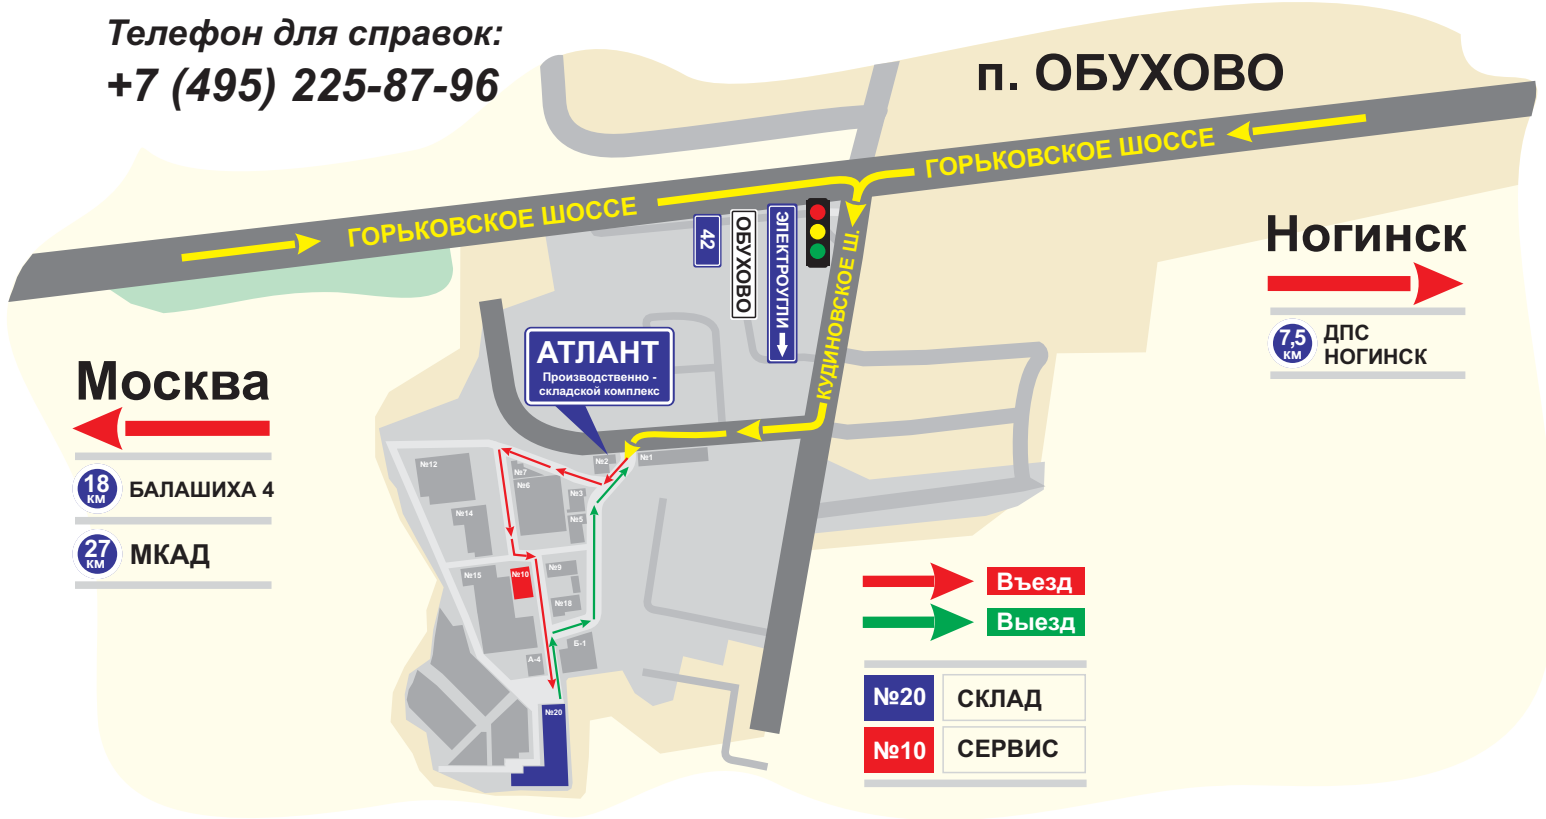 Телефон для справок:
+7 (495) 225-87-96
п. ОБУХОВО
ГОРЬКОВСКОЕ ШОССЕ
ГОРЬКОВСКОЕ ШОССЕ
42
ОБУХОВО
ЭЛЕКТРОУГЛИ
КУДИНОВСКОЕ Ш.
Ногинск
7,5
КМ
ДПС
НОГИНСК
Москва
18
КМ
БАЛАШИХА 4
27
КМ
МКАД
АТЛАНТ
Производственно -
складской комплекс
№1
№2
№12
№7
№6
№3
№14
№5
№15
№10
№9
№18
Б-1
А-4
№20
Въезд
Выезд
№20
СКЛАД
№10
СЕРВИС